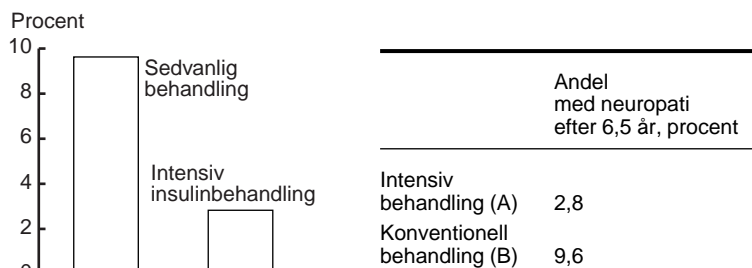 Procent
10
8
6
4
2
0
Sedvanlig
behandling
Intensiv
insulinbehandling
Andel
med neuropati
efter 6,5 år, procent
Intensiv
behandling (A) 2,8
Konventionell
behandling (B) 9,6